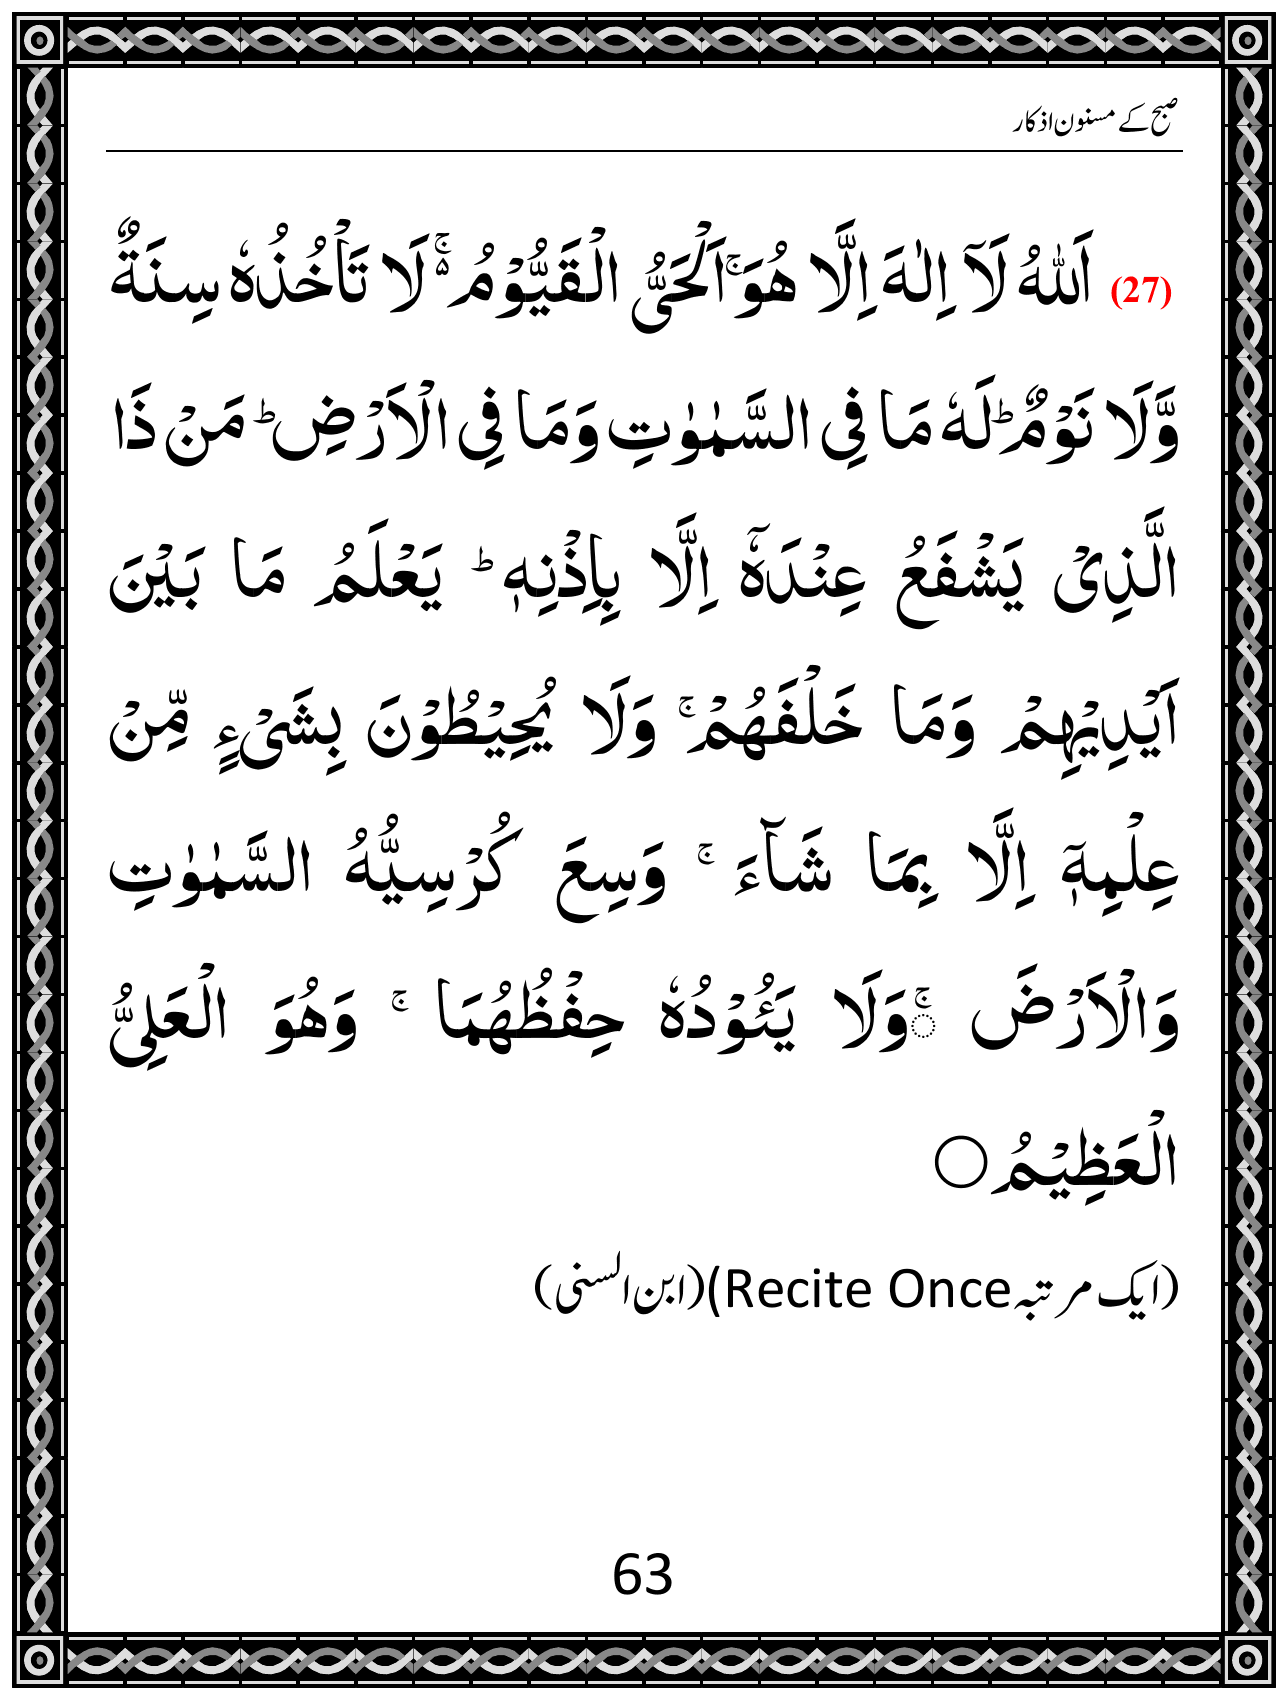 صبح کے مسنون اذکار
(27) اَللّٰهُ لَآ اِلٰهَ اِلَّا هُوَ ۚ اَلْحَیُّ الْقَیُّوْمُ ۚ۬ لَا تَاْخُذُهٗ سِنَةٌ
وَّلَا نَوْمٌ ؕ لَهٗ مَا فِی السَّمٰوٰتِ وَمَا فِی الْاَرْضِ ؕ مَنْ ذَا
الَّذِیْ یَشْفَعُ عِنْدَهٗۤ اِلَّا بِاِذْنِهٖ ؕ یَعْلَمُ مَا بَیْنَ
اَیْدِیْهِمْ وَمَا خَلْفَهُمْ ۚ وَلَا یُحِیْطُوْنَ بِشَیْءٍ مِّنْ
عِلْمِهٖۤ اِلَّا بِمَا شَآءَ ۚ وَسِعَ كُرْسِیُّهُ السَّمٰوٰتِ
وَالْاَرْضَ ۚ وَلَا یَـُٔوْدُهٗ حِفْظُهُمَا ۚ وَهُوَ الْعَلِیُّ
الْعَظِیْمُ ○
(ایک مرتبہ Recite Once)(ابن السنی)
63